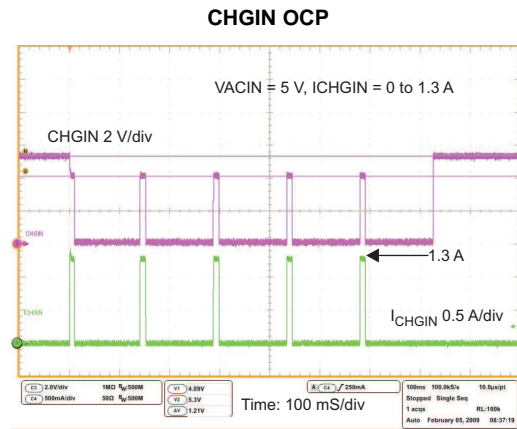 CHGIN OCP
VACIN = 5 V, ICHGIN = 0 to 1.3 A
CHGIN 2 V/div
CHGIN
1.3 A
ICHGIN
ICHGIN 0.5 A/div
C3 2.0V/div 1MΩ BW:500M
C4 500mA/div 50Ω BW:500M
V1 4.09V
V2 5.3V
ΔV 1.21V
Time: 100 mS/div
A C4 250mA
100ms 100.0kS/s 10.0µs/pt
Stopped Single Seq
1 acqs RL:100k
Auto February 05, 2009 08:37:19